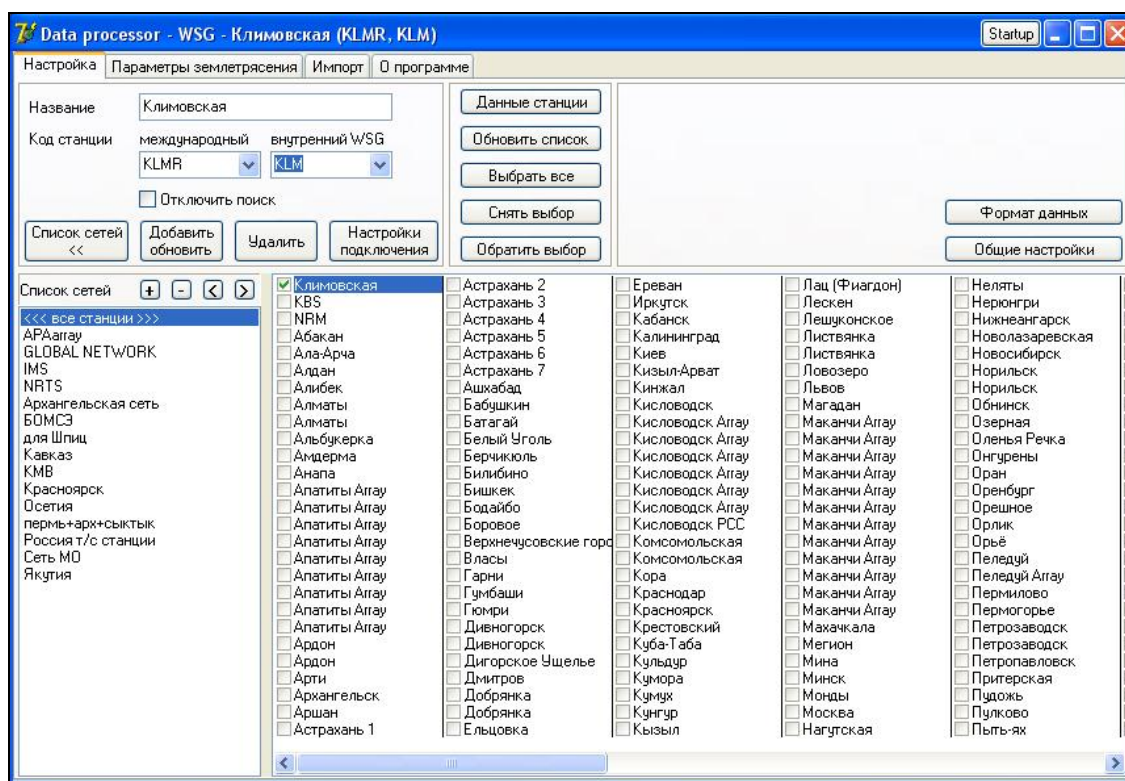 Data processor - WSG - Климовская (KLMR, KLM)
Startup
Настройка
Параметры землетрясения
Импорт
О программе
Название
Климовская
Код станции
международный
внутренний WSG
KLMR
KLM
Отключить поиск
Список сетей
<<
Добавить
обновить
Удалить
Настройки
подключения
Данные станции
Обновить список
Выбрать все
Снять выбор
Обратить выбор
Формат данных
Общие настройки
Список сетей
<<< все станции >>>
APAarray
GLOBAL NETWORK
IMS
NRTS
Архангельская сеть
БОМСЭ
для Шпиц
Кавказ
КМВ
Красноярск
Осетия
пермь+арх+сыктык
Россия т/с станции
Сеть МО
Якутия
Климовская
KBS
NRM
Абакан
Ала-Арча
Алдан
Алибек
Алматы
Алматы
Альбукерка
Амдерма
Анапа
Апатиты Array
Апатиты Array
Апатиты Array
Апатиты Array
Апатиты Array
Апатиты Array
Апатиты Array
Апатиты Array
Апатиты Array
Ардон
Ардон
Арти
Архангельск
Аршан
Астрахань 1
Астрахань 2
Астрахань 3
Астрахань 4
Астрахань 5
Астрахань 6
Астрахань 7
Ашхабад
Бабушкин
Батагай
Белый Уголь
Берчикюль
Билибино
Бишкек
Бодайбо
Боровое
Верхнечусовские горо
Власы
Гарни
Гумбаши
Гюмри
Дивногорск
Дивногорск
Дигорское Ущелье
Дмитров
Добрянка
Добрянка
Ельцовка
Ереван
Иркутск
Кабанск
Калининград
Киев
Кизыл-Арват
Кинжал
Кисловодск
Кисловодск Array
Кисловодск Array
Кисловодск Array
Кисловодск Array
Кисловодск Array
Кисловодск Array
Кисловодск РСС
Комсомольская
Комсомольская
Кора
Краснодар
Красноярск
Крестовский
Куба-Таба
Кульдур
Кумора
Кумух
Кунгур
Кызыл
Лац (Фиагдон)
Лескен
Лешуконское
Листвянка
Листвянка
Ловозеро
Львов
Магадан
Маканчи Array
Маканчи Array
Маканчи Array
Маканчи Array
Маканчи Array
Маканчи Array
Маканчи Array
Маканчи Array
Маканчи Array
Маканчи Array
Маканчи Array
Маканчи Array
Махачкала
Мегион
Мина
Минск
Монды
Москва
Нагутская
Неляты
Нерюнгри
Нижнеангарск
Новолазаревская
Новосибирск
Норильск
Норильск
Обнинск
Озерная
Оленья Речка
Онгурены
Оран
Оренбург
Орешное
Орлик
Орьё
Пеледуй
Пеледуй Array
Пермилово
Пермогорье
Петрозаводск
Петрозаводск
Петропавловск
Притерская
Пудожь
Пулково
Пыть-ях